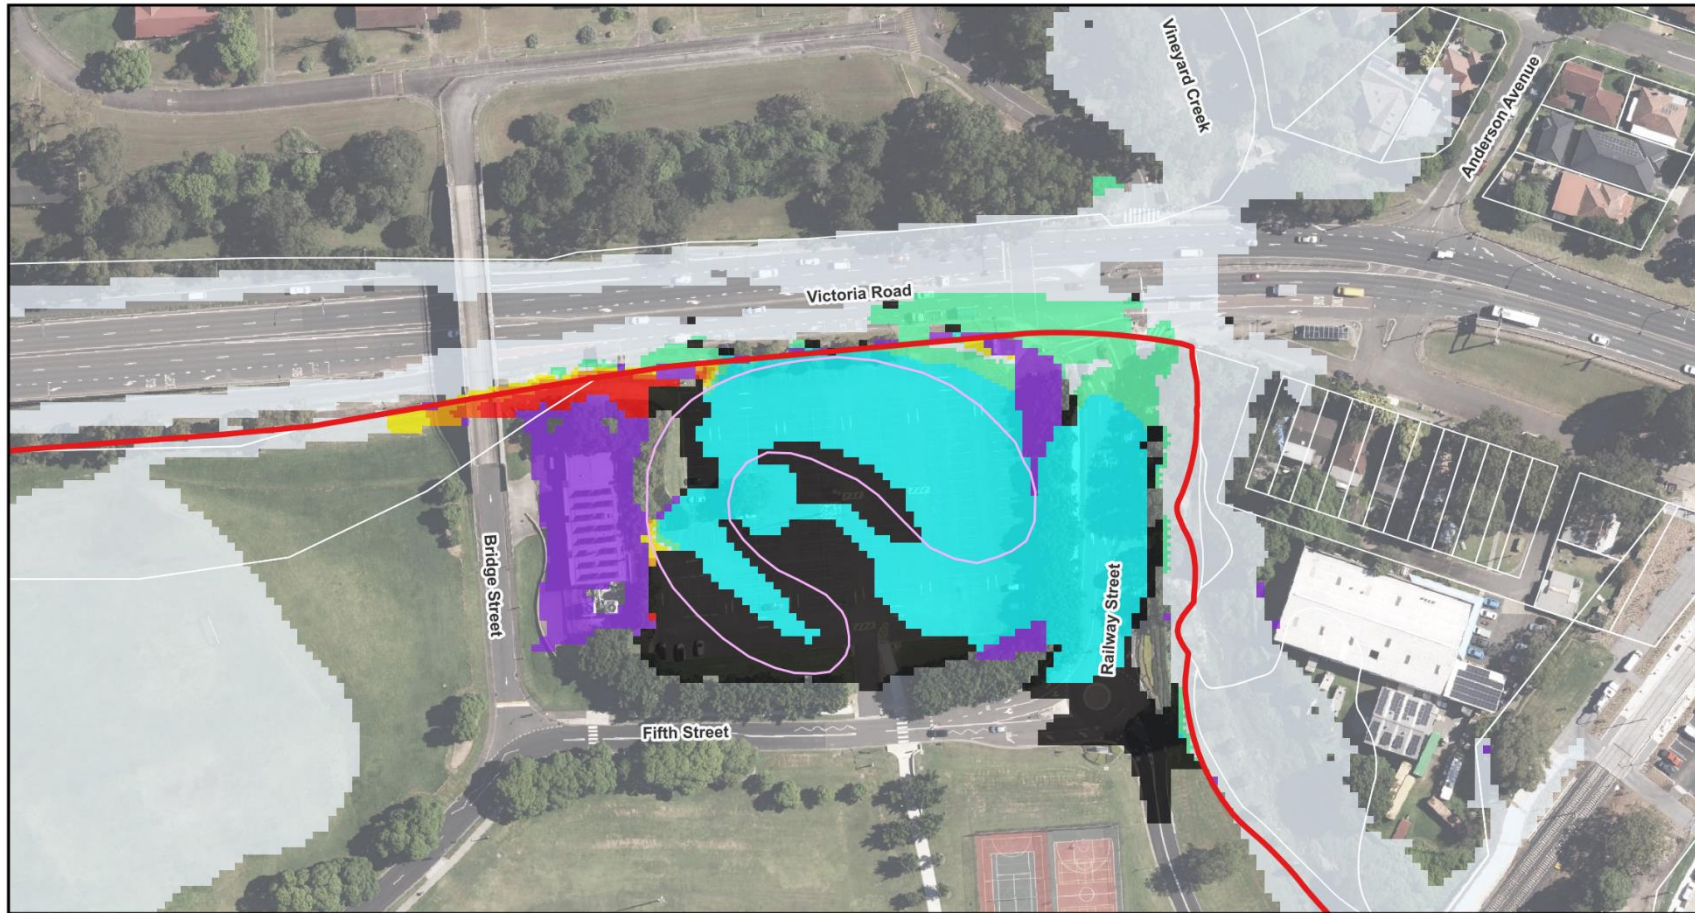 Vineyard Creek
Anderson Avenue
Victoria Road
Bridge Street
Railway Street
Fifth Street